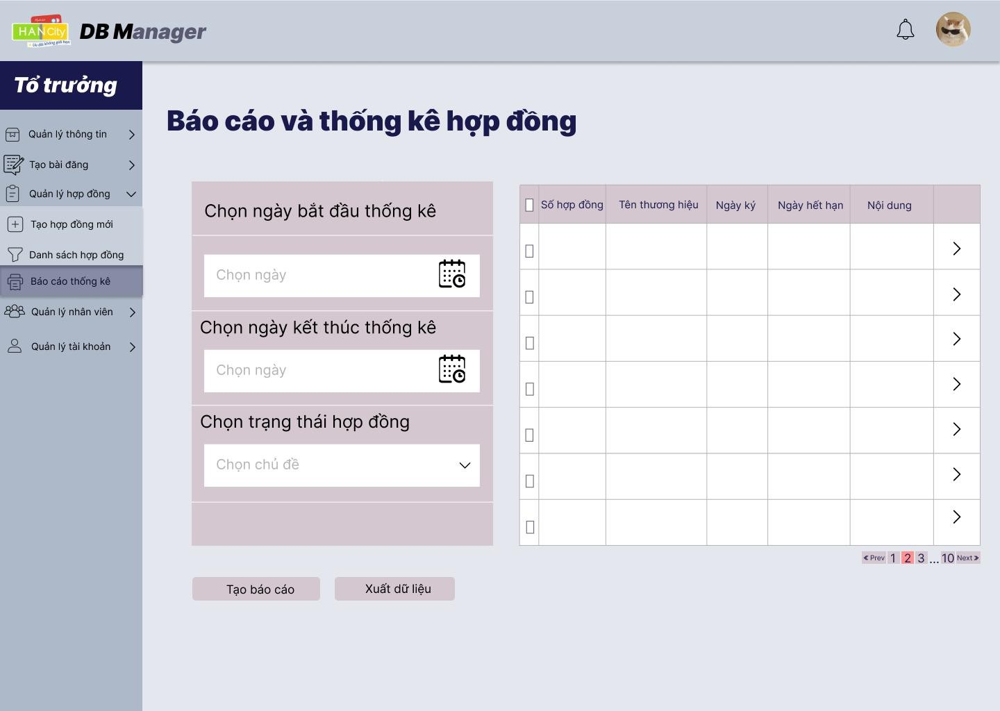 HANCity
Ưu đãi không giới hạn
DB Manager
Tổ trưởng
Quản lý thông tin
Tạo bài đăng
Quản lý hợp đồng
Tạo hợp đồng mới
Danh sách hợp đồng
Báo cáo thống kê
Quản lý nhân viên
Quản lý tài khoản
Báo cáo và thống kê hợp đồng
Chọn ngày bắt đầu thống kê
Chọn ngày
Chọn ngày kết thúc thống kê
Chọn ngày
Chọn trạng thái hợp đồng
Chọn chủ đề
Tạo báo cáo
Xuất dữ liệu
Số hợp đồng Tên thương hiệu Ngày ký Ngày hết hạn Nội dung
Prev 1 2 3 ... 10 Next